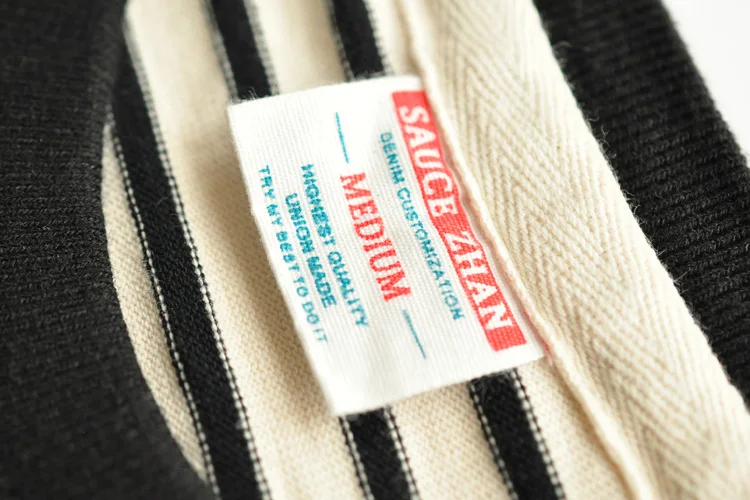 SAUCE ZHAN
DENIM CUSTOMIZATION
MEDIUM
HIGHEST QUALITY
UNION MADE
TRY MY BEST TO DO IT